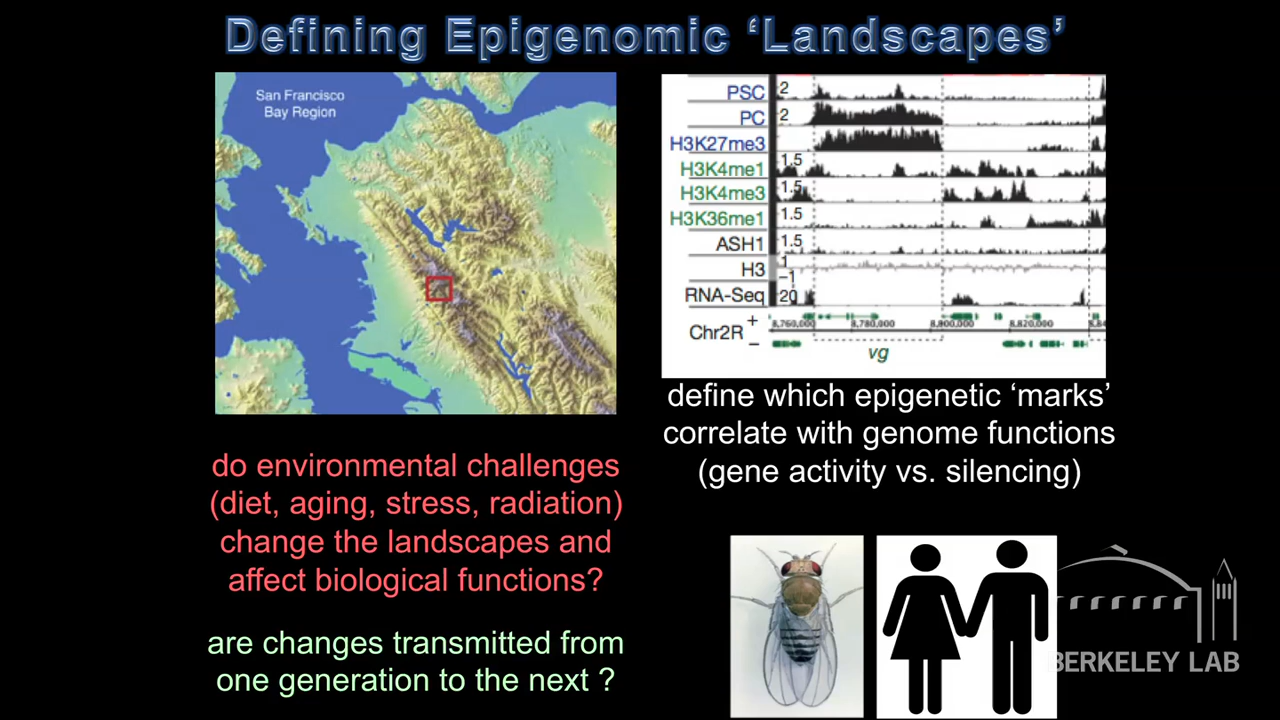 Defining Epigenomic ‘Landscapes’
San Francisco
Bay Region
PSC 2
PC 2
H3K27me3
H3K4me1 1.5
H3K4me3 1.5
H3K36me1 1.5
ASH1 1.5
H3 1
−1
RNA-Seq 20
Chr2R + −
8,760,000 8,780,000 8,800,000 8,820,000 8,84
vg
define which epigenetic ‘marks’
correlate with genome functions
(gene activity vs. silencing)
do environmental challenges
(diet, aging, stress, radiation)
change the landscapes and
affect biological functions?
are changes transmitted from
one generation to the next ?
BERKELEY LAB